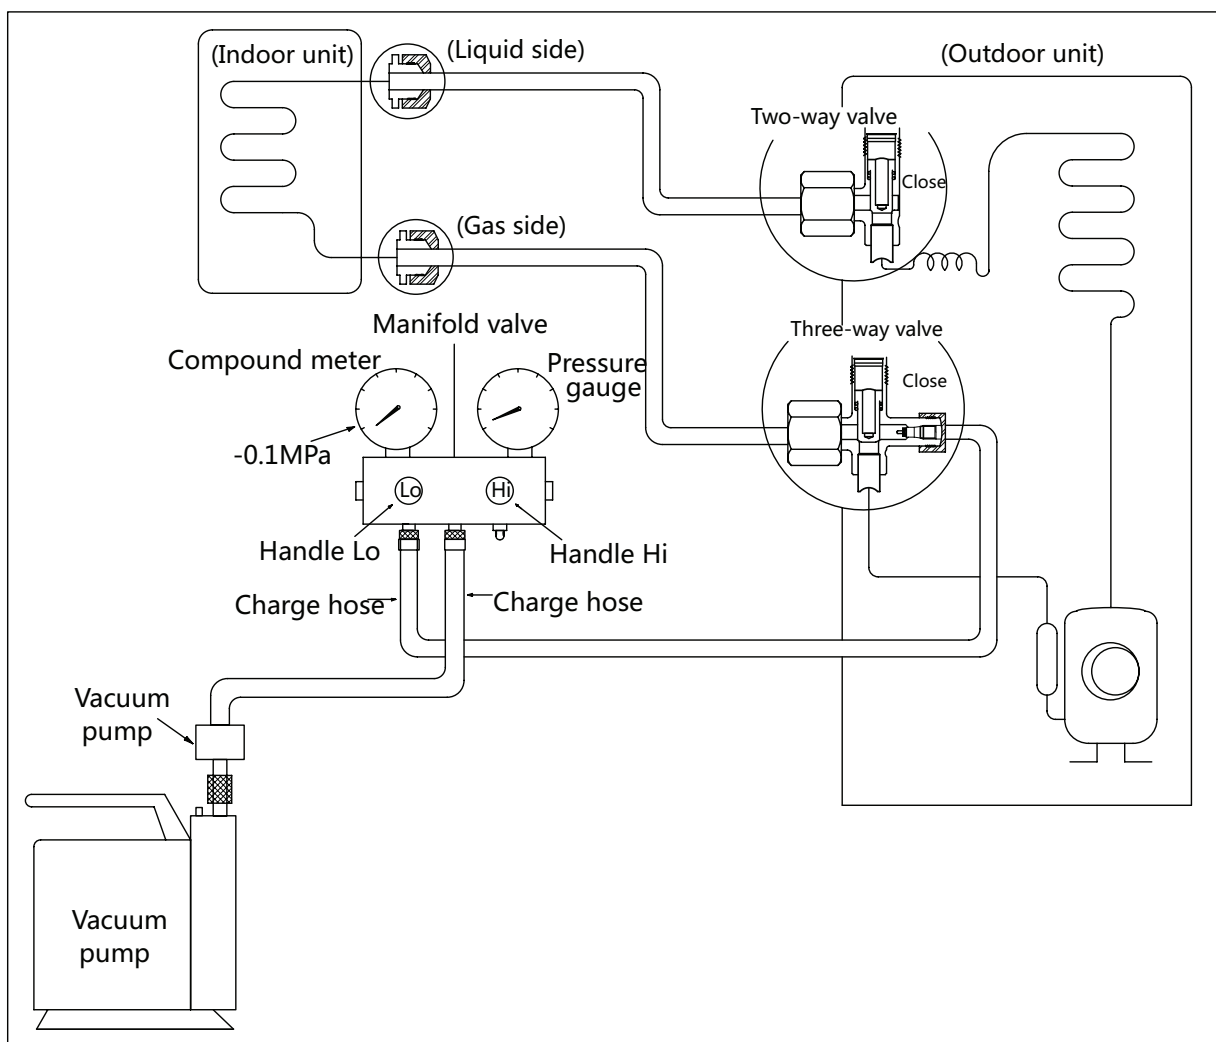 (Indoor unit)
(Liquid side)
(Outdoor unit)
Two-way valve
Close
(Gas side)
Manifold valve
Three-way valve
Compound meter
Pressure
gauge
Close
-0.1MPa
Lo
Hi
Handle Lo
Handle Hi
Charge hose
Charge hose
Vacuum
pump
Vacuum
pump